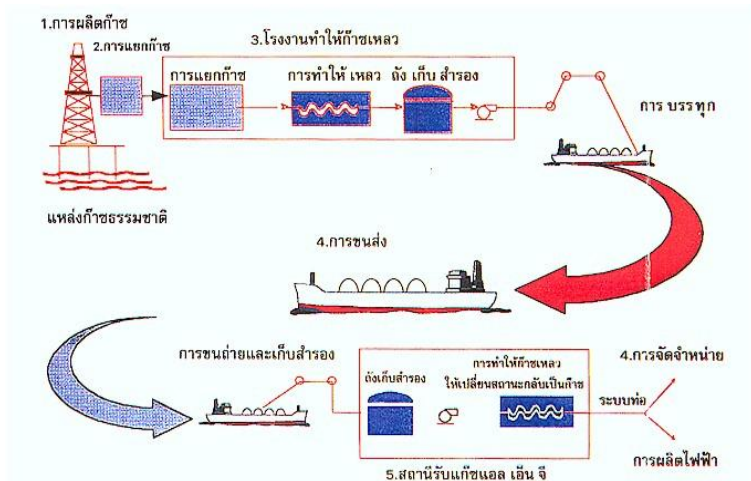 1.การผลิตก๊าซ
2.การแยกก๊าซ
3.โรงงานทำให้ก๊าซเหลว
การแยกก๊าซ
การทำให้ เหลว
ถัง เก็บ สำรอง
การ บรร ทุก
แหล่งก๊าซธรรมชาติ
4.การขนส่ง
การขนถ่ายและเก็บสำรอง
ถังเก็บสำรอง
การทำให้ก๊าซเหลว
ให้เปลี่ยนสถานะกลับเป็นก๊าซ
4.การจัดจำหน่าย
ระบบท่อ
การผลิตไฟฟ้า
5.สถานีรับแก๊ซแอล เอ็น จี